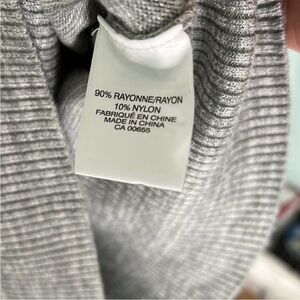 90% RAYONNE/RAYON
10% NYLON
FABRIQUÉ EN CHINE
MADE IN CHINA
CA 00655